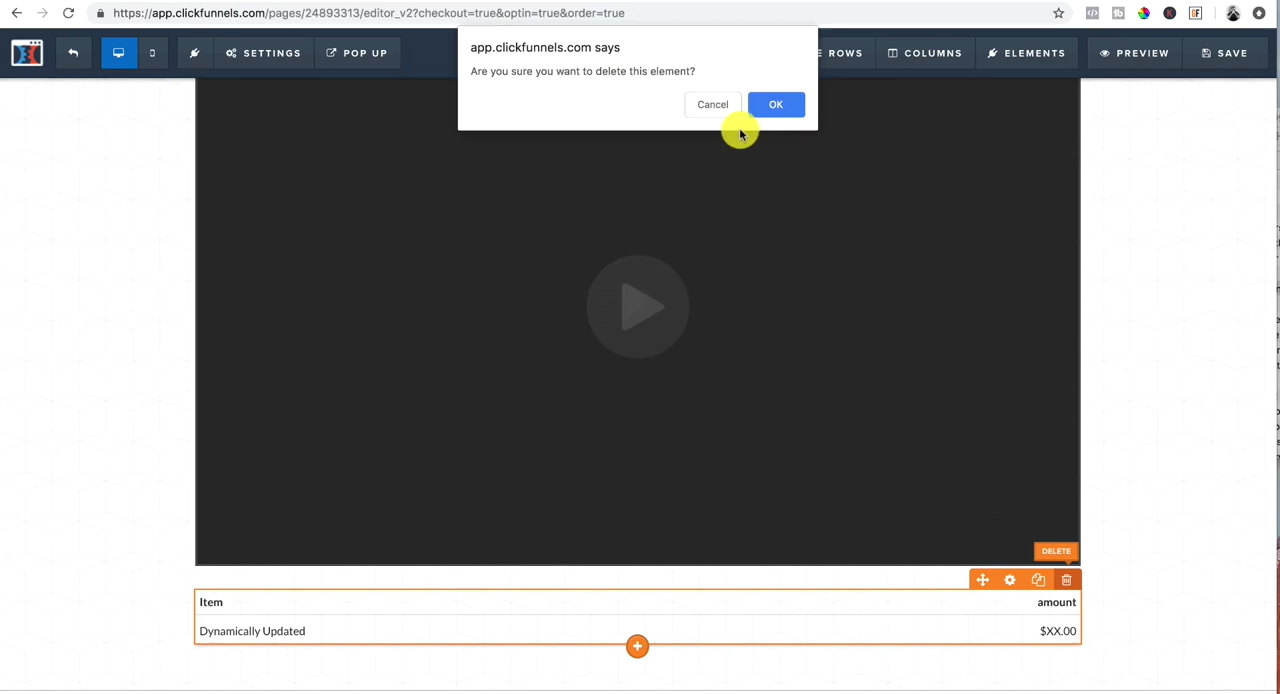 https://app.clickfunnels.com/pages/24893313/editor_v2?checkout=true&optin=true&order=true
SETTINGS
POP UP
ROWS
COLUMNS
ELEMENTS
PREVIEW
SAVE
app.clickfunnels.com says
Are you sure you want to delete this element?
Cancel
OK
DELETE
Item amount
Dynamically Updated $XX.00